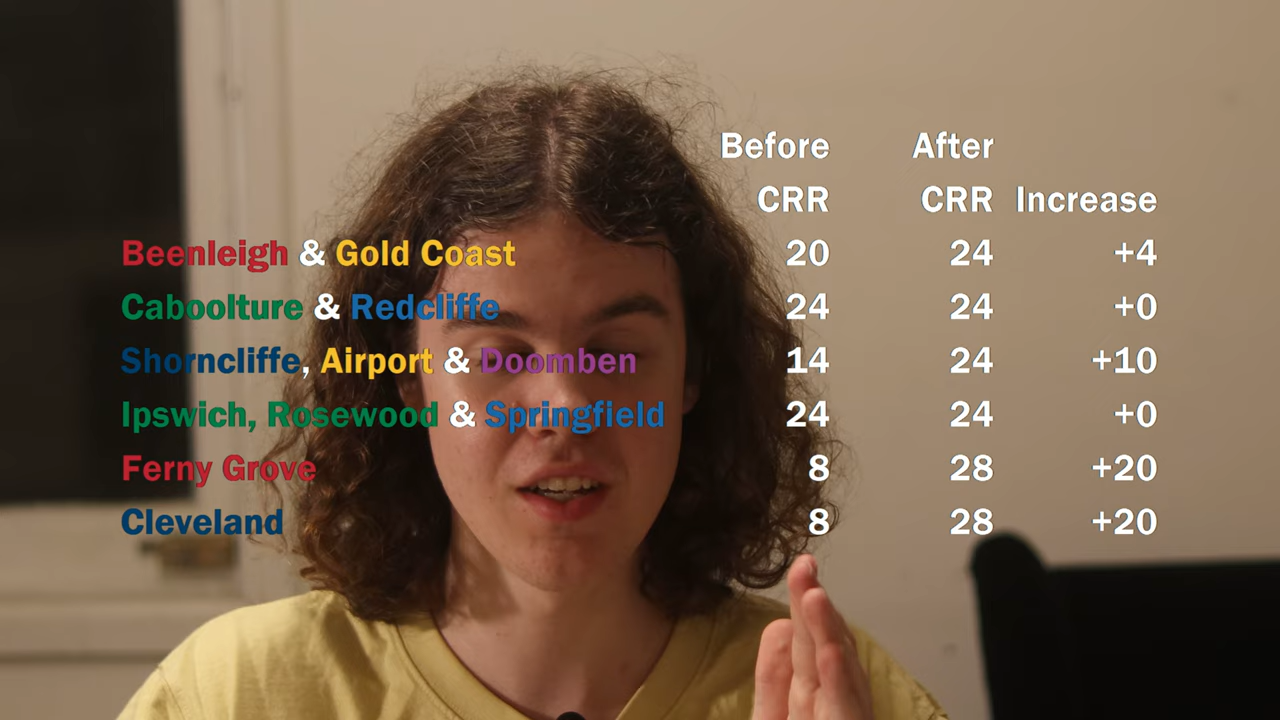 Before After
CRR CRR Increase
Beenleigh & Gold Coast 20 24 +4
Caboolture & Redcliffe 24 24 +0
Shorncliffe, Airport & Doomben 14 24 +10
Ipswich, Rosewood & Springfield 24 24 +0
Ferny Grove 8 28 +20
Cleveland 8 28 +20